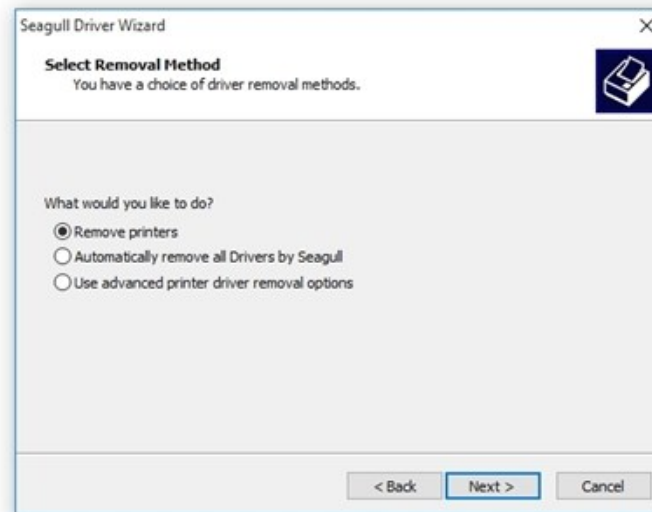 Seagull Driver Wizard
Select Removal Method
You have a choice of driver removal methods.
What would you like to do?
Remove printers
Automatically remove all Drivers by Seagull
Use advanced printer driver removal options
< Back Next > Cancel